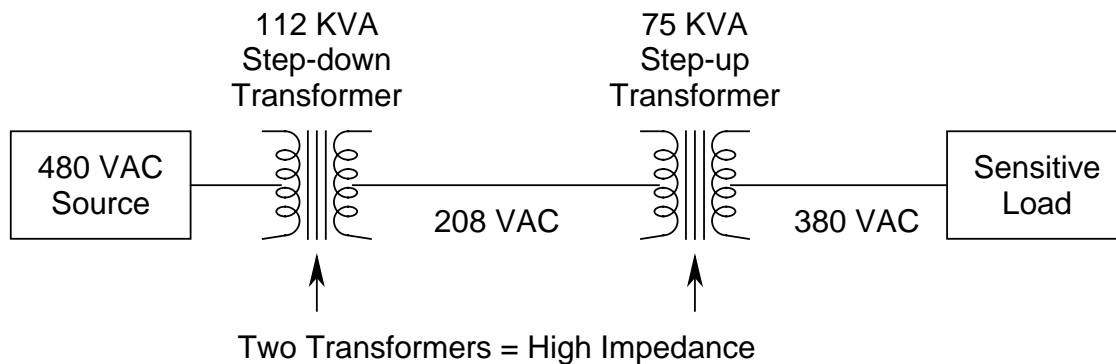 112 KVA
Step-down
Transformer
75 KVA
Step-up
Transformer
480 VAC
Source
208 VAC
380 VAC
Sensitive
Load
Two Transformers = High Impedance